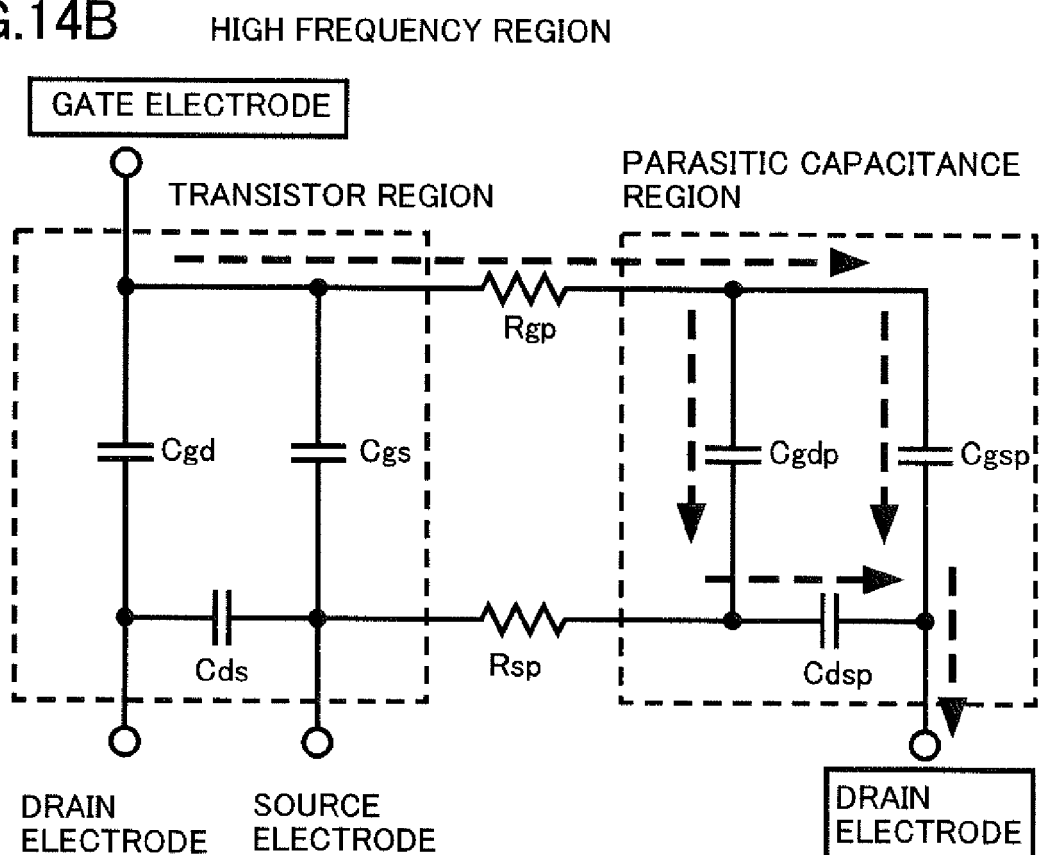 G.14B
HIGH FREQUENCY REGION
GATE ELECTRODE
TRANSISTOR REGION
PARASITIC CAPACITANCE
REGION
Rgp
Cgd
Cgs
Cgdp
Cgsp
Cds
Rsp
Cdsp
DRAIN
ELECTRODE
SOURCE
ELECTRODE
DRAIN
ELECTRODE